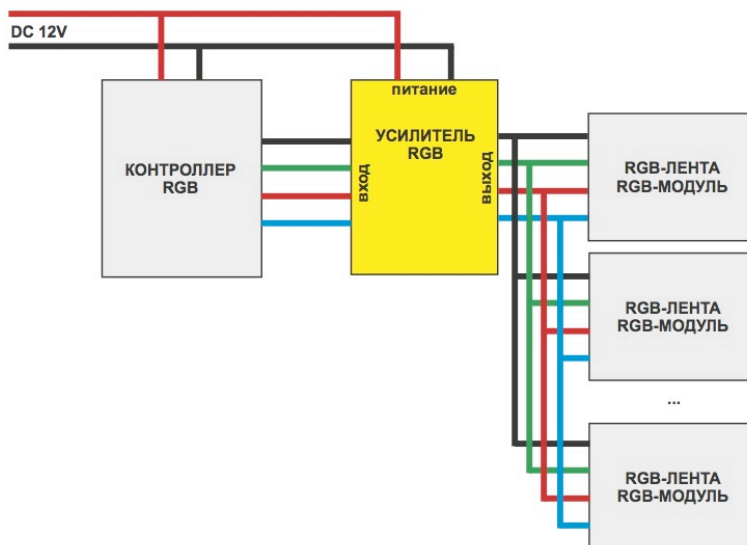 DC 12V
питание
КОНТРОЛЛЕР
RGB
вход
УСИЛИТЕЛЬ
RGB
выход
RGB-ЛЕНТА
RGB-МОДУЛЬ
RGB-ЛЕНТА
RGB-МОДУЛЬ
...
RGB-ЛЕНТА
RGB-МОДУЛЬ